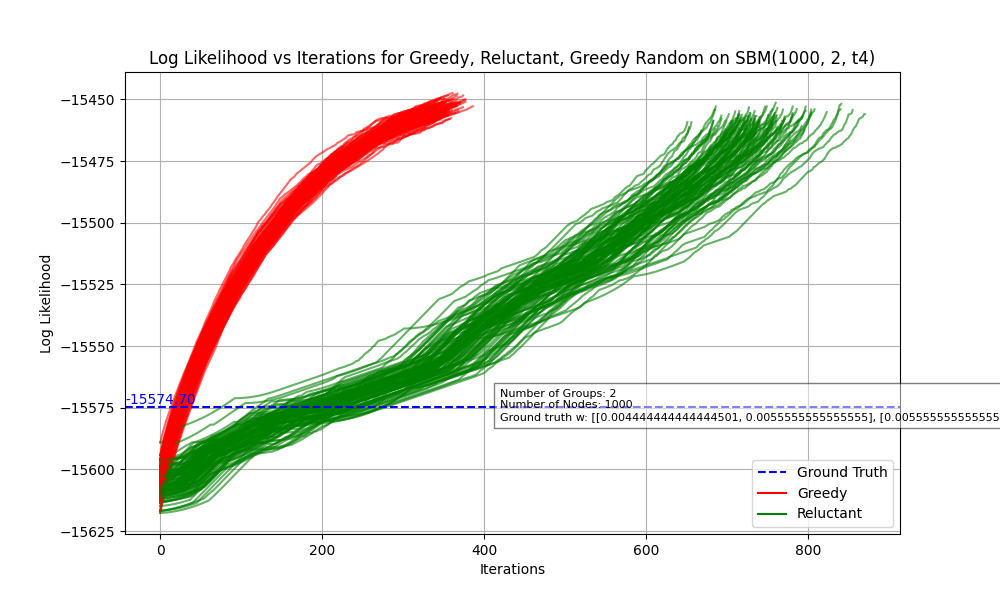 Log Likelihood vs Iterations for Greedy, Reluctant, Greedy Random on SBM(1000, 2, t4)
Log Likelihood
−15450
−15475
−15500
−15525
−15550
−15575
−15600
−15625
-15574.70
Number of Groups: 2
Number of Nodes: 1000
Ground truth w: [[0.004444444444444501, 0.005555555555555555], [0.005555555555555555
Ground Truth
Greedy
Reluctant
0
200
400
600
800
Iterations